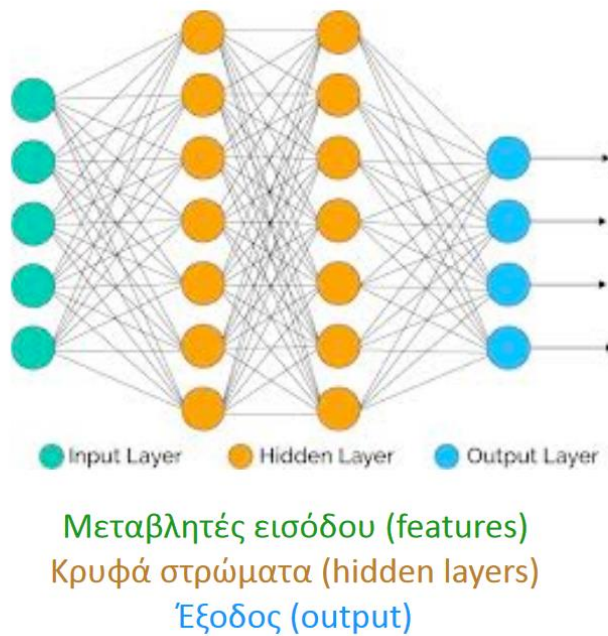 Input Layer Hidden Layer Output Layer
Μεταβλητές εισόδου (features)
Κρυφά στρώματα (hidden layers)
Έξοδος (output)